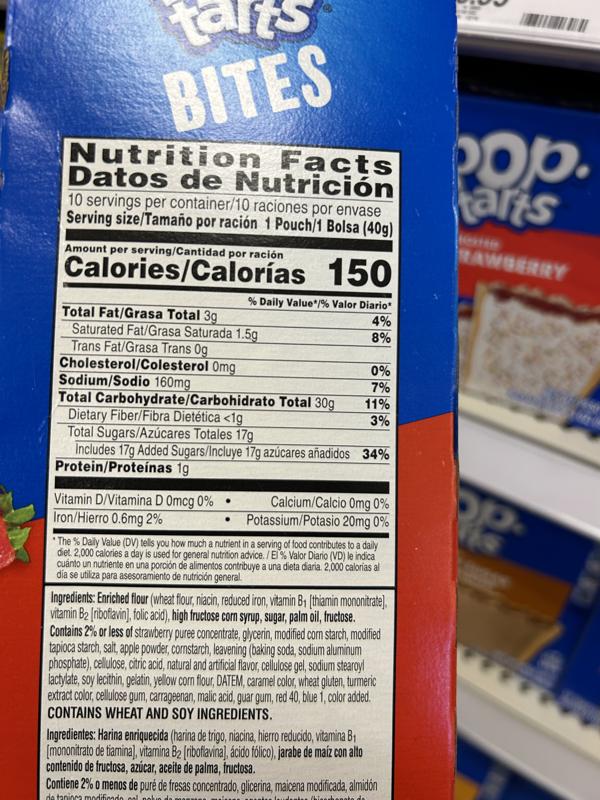 tarts
BITES
Nutrition Facts
Datos de Nutrición
10 servings per container/10 raciones por envase
Serving size/Tamaño por ración 1 Pouch/1 Bolsa (40g)
Amount per serving/Cantidad por ración
Calories/Calorías 150
% Daily Value*/% Valor Diario*
Total Fat/Grasa Total 3g 4%
Saturated Fat/Grasa Saturada 1.5g 8%
Trans Fat/Grasa Trans 0g
Cholesterol/Colesterol 0mg 0%
Sodium/Sodio 160mg 7%
Total Carbohydrate/Carbohidrato Total 30g 11%
Dietary Fiber/Fibra Dietética <1g 3%
Total Sugars/Azúcares Totales 17g
Includes 17g Added Sugars/Incluye 17g azúcares añadidos 34%
Protein/Proteínas 1g
Vitamin D/Vitamina D 0mcg 0% • Calcium/Calcio 0mg 0%
Iron/Hierro 0.6mg 2% • Potassium/Potasio 20mg 0%
* The % Daily Value (DV) tells you how much a nutrient in a serving of food contributes to a daily
diet. 2,000 calories a day is used for general nutrition advice. / El % Valor Diario (VD) le indica
cuánto un nutriente en una porción de alimentos contribuye a una dieta diaria. 2,000 calorías al
día se utiliza para asesoramiento de nutrición general.
Ingredients: Enriched flour (wheat flour, niacin, reduced iron, vitamin B1 [thiamin mononitrate],
vitamin B2 [riboflavin], folic acid), high fructose corn syrup, sugar, palm oil, fructose.
Contains 2% or less of strawberry puree concentrate, glycerin, modified corn starch, modified
tapioca starch, salt, apple powder, cornstarch, leavening (baking soda, sodium aluminum
phosphate), cellulose, citric acid, natural and artificial flavor, cellulose gel, sodium stearoyl
lactylate, soy lecithin, gelatin, yellow corn flour, DATEM, caramel color, wheat gluten, turmeric
extract color, cellulose gum, carrageenan, malic acid, guar gum, red 40, blue 1, color added.
CONTAINS WHEAT AND SOY INGREDIENTS.
Ingredientes: Harina enriquecida (harina de trigo, niacina, hierro reducido, vitamina B1
[mononitrato de tiamina], vitamina B2 [riboflavina], ácido fólico), jarabe de maíz con alto
contenido de fructosa, azúcar, aceite de palma, fructosa.
Contiene 2% o menos de puré de fresas concentrado, glicerina, maicena modificada, almidón
pop.
tarts